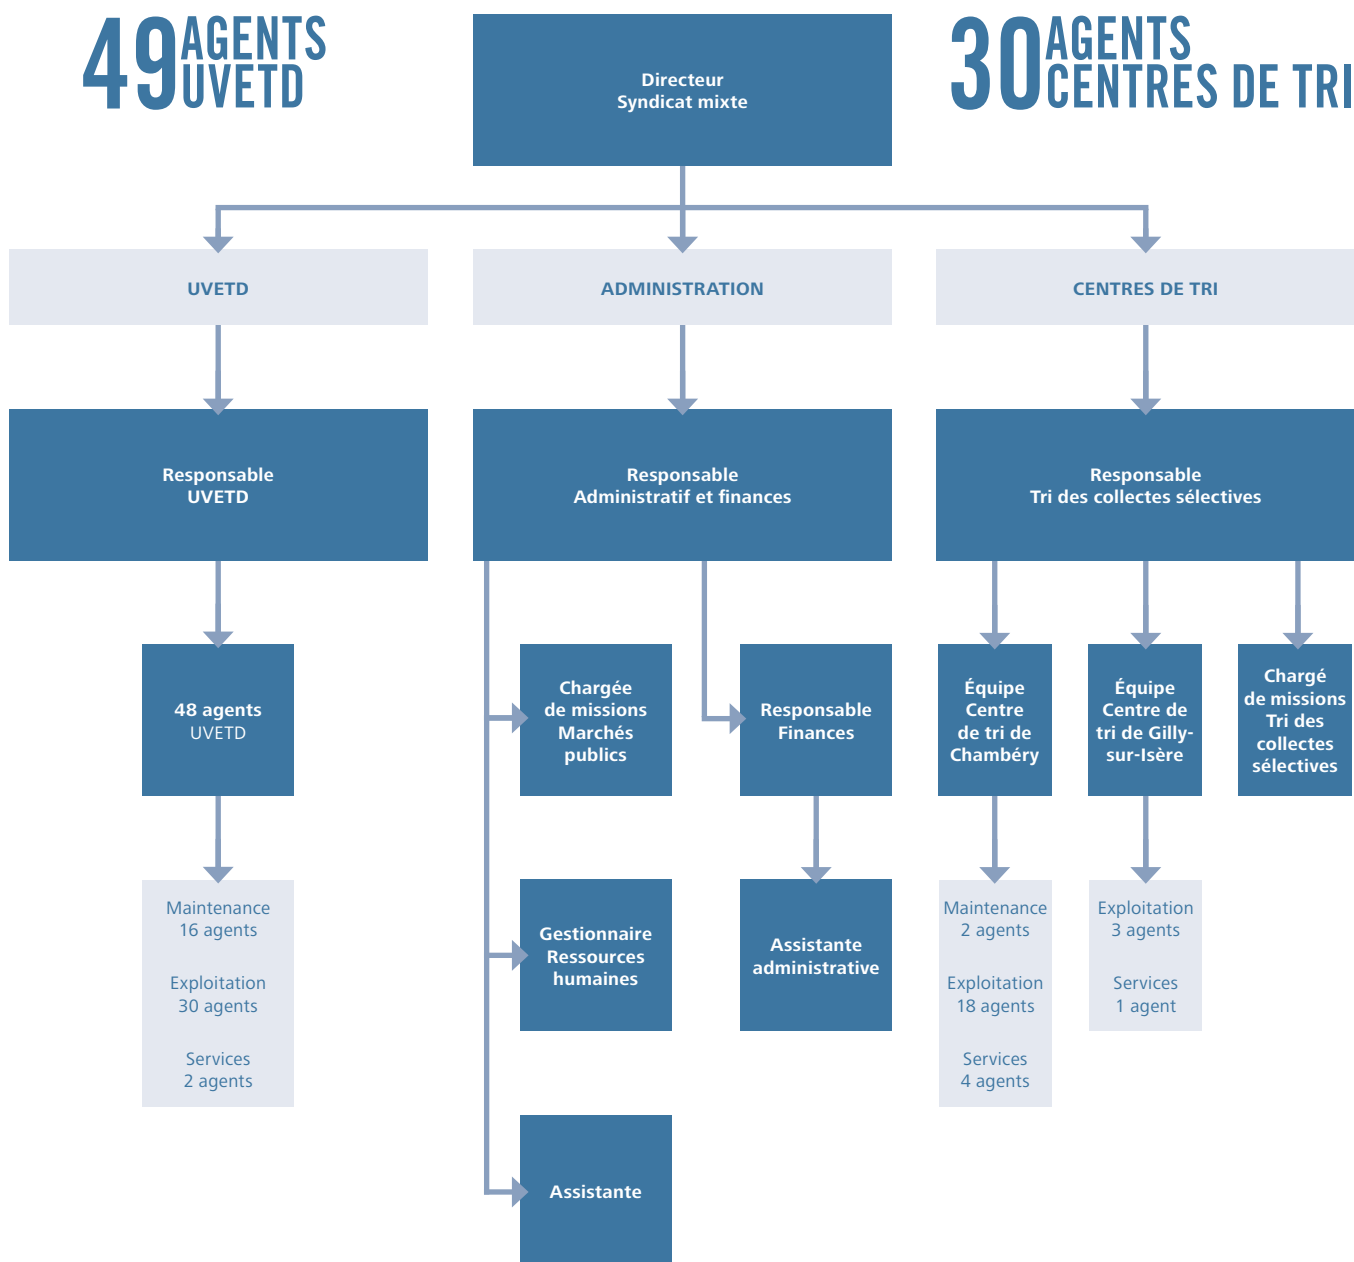 49 AGENTS
UVETD
30 AGENTS
CENTRES DE TRI
Directeur
Syndicat mixte
UVETD
ADMINISTRATION
CENTRES DE TRI
Responsable
UVETD
Responsable
Administratif et finances
Responsable
Tri des collectes sélectives
48 agents
UVETD
Chargée
de missions
Marchés
publics
Responsable
Finances
Équipe
Centre
de tri de
Chambéry
Équipe
Centre de
tri de Gilly-
sur-Isère
Chargé
de missions
Tri des
collectes
sélectives
Maintenance
16 agents
Exploitation
30 agents
Services
2 agents
Gestionnaire
Ressources
humaines
Assistante
administrative
Maintenance
2 agents
Exploitation
18 agents
Services
4 agents
Exploitation
3 agents
Services
1 agent
Assistante